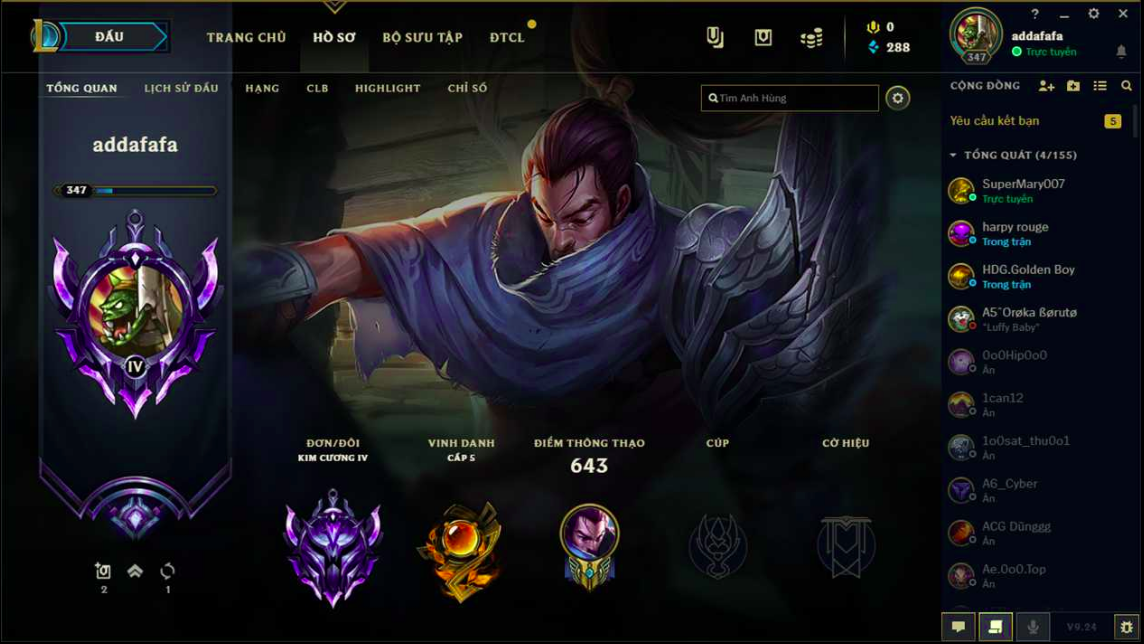 ĐẤU
TRANG CHỦ
HỒ SƠ
BỘ SƯU TẬP
ĐTCL
0
288
?
addafafa
Trực tuyến
347
TỔNG QUAN
LỊCH SỬ ĐẤU
HẠNG
CLB
HIGHLIGHT
CHỈ SỐ
Tìm Anh Hùng
CỘNG ĐỒNG
Yêu cầu kết bạn
5
TỔNG QUÁT (4/155)
SuperMary007
Trực tuyến
harpy rouge
Trong trận
HDG.Golden Boy
Trong trận
A5ˆOrøka ßørutø
"Luffy Baby"
0o0Hip0o0
Ẩn
1can12
Ẩn
1o0sat_thu0o1
Ẩn
A6_Cyber
Ẩn
ACG Dũnggg
Ẩn
Ae.0o0.Top
Ẩn
addafafa
347
IV
ĐƠN/ĐÔI
KIM CƯƠNG IV
VINH DANH
CẤP 5
ĐIỂM THÔNG THẠO
643
CÚP
CỜ HIỆU
2
1
V9.24